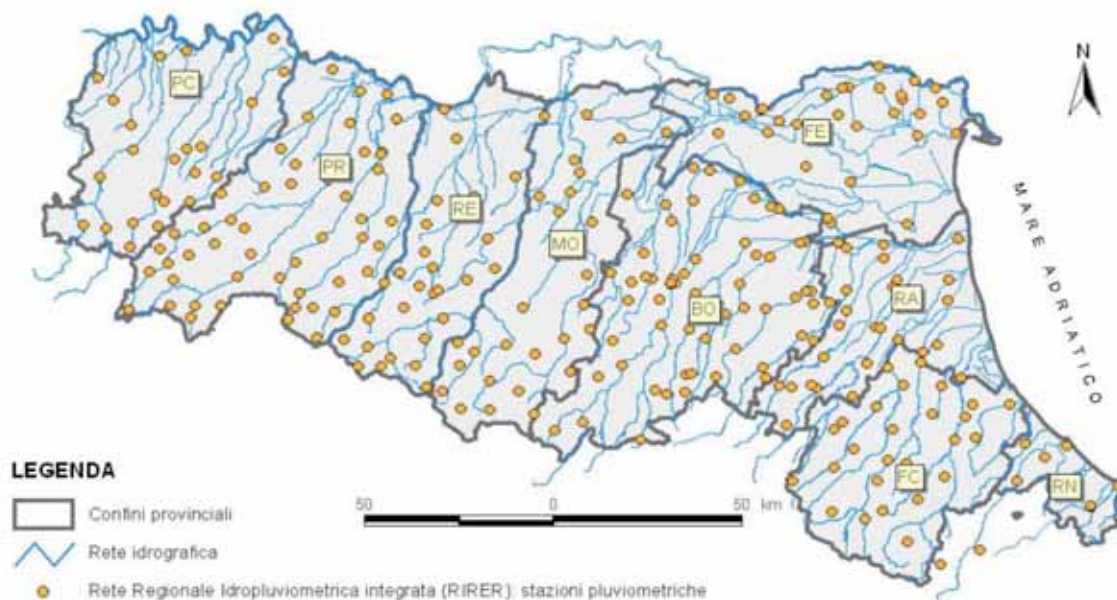 PC
N
FE
PR
RE
MO
MARE ADRIATICO
BO
RA
LEGENDA
FC
RN
50 0 50 km
Confini provinciali
Rete idrografica
Rete Regionale Idropluviometrica integrata (RIRER): stazioni pluviometriche